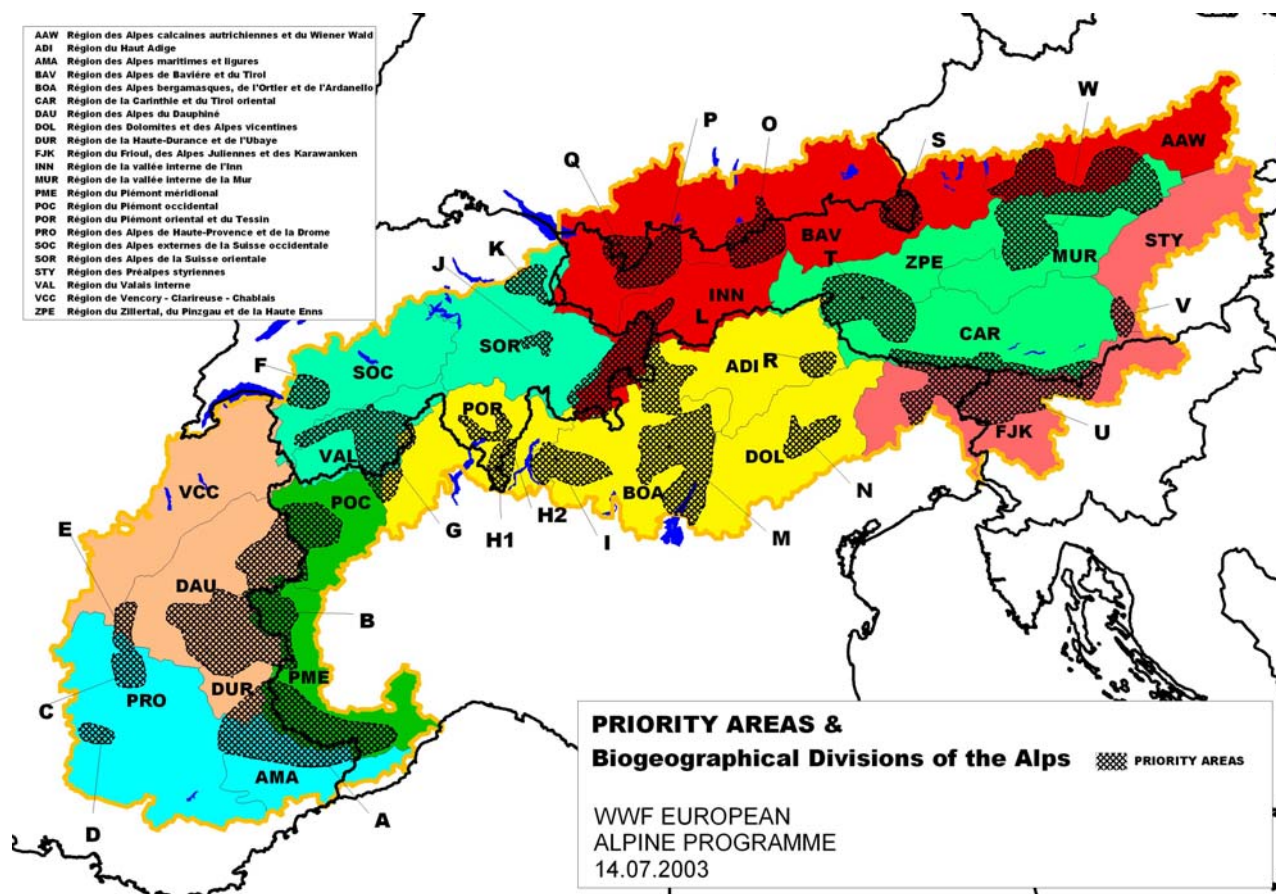 AAW Région des Alpes calcaines autrichiennes et du Wiener Wald
ADI Région du Haut Adige
AMA Région des Alpes maritimes et ligures
BAV Région des Alpes de Baviére et du Tirol
BOA Région des Alpes bergamasques, de l'Ortler et de l'Ardanello
CAR Région de la Carinthie et du Tirol oriental
DAU Région des Alpes du Dauphiné
DOL Région des Dolomites et des Alpes vicentines
DUR Région de la Haute-Durance et de l'Ubaye
FJK Région du Frioul, des Alpes Juliennes et des Karawanken
INN Région de la vallée interne de l'Inn
MUR Région de la vallée interne de la Mur
PME Région du Piémont méridional
POC Région du Piémont occidental
POR Région du Piémont oriental et du Tessin
PRO Région des Alpes de Haute-Provence et de la Drome
SOC Région des Alpes externes de la Suisse occidentale
SOR Région des Alpes de la Suisse orientale
STY Région des Préalpes styriennes
VAL Région du Valais interne
VCC Région de Vencory - Clarireuse - Chablais
ZPE Région du Zillertal, du Pinzgau et de la Haute Enns
W
P
O
S
Q
AAW
K
J
BAV
STY
T
ZPE
MUR
INN
L
V
SOR
CAR
F
SOC
ADI
R
POR
FJK
U
VAL
DOL
VCC
POC
BOA
N
E
G
H1
H2
I
M
DAU
B
PME
C
PRO
DUR
AMA
D
A
PRIORITY AREAS &
Biogeographical Divisions of the Alps
PRIORITY AREAS
WWF EUROPEAN
ALPINE PROGRAMME
14.07.2003